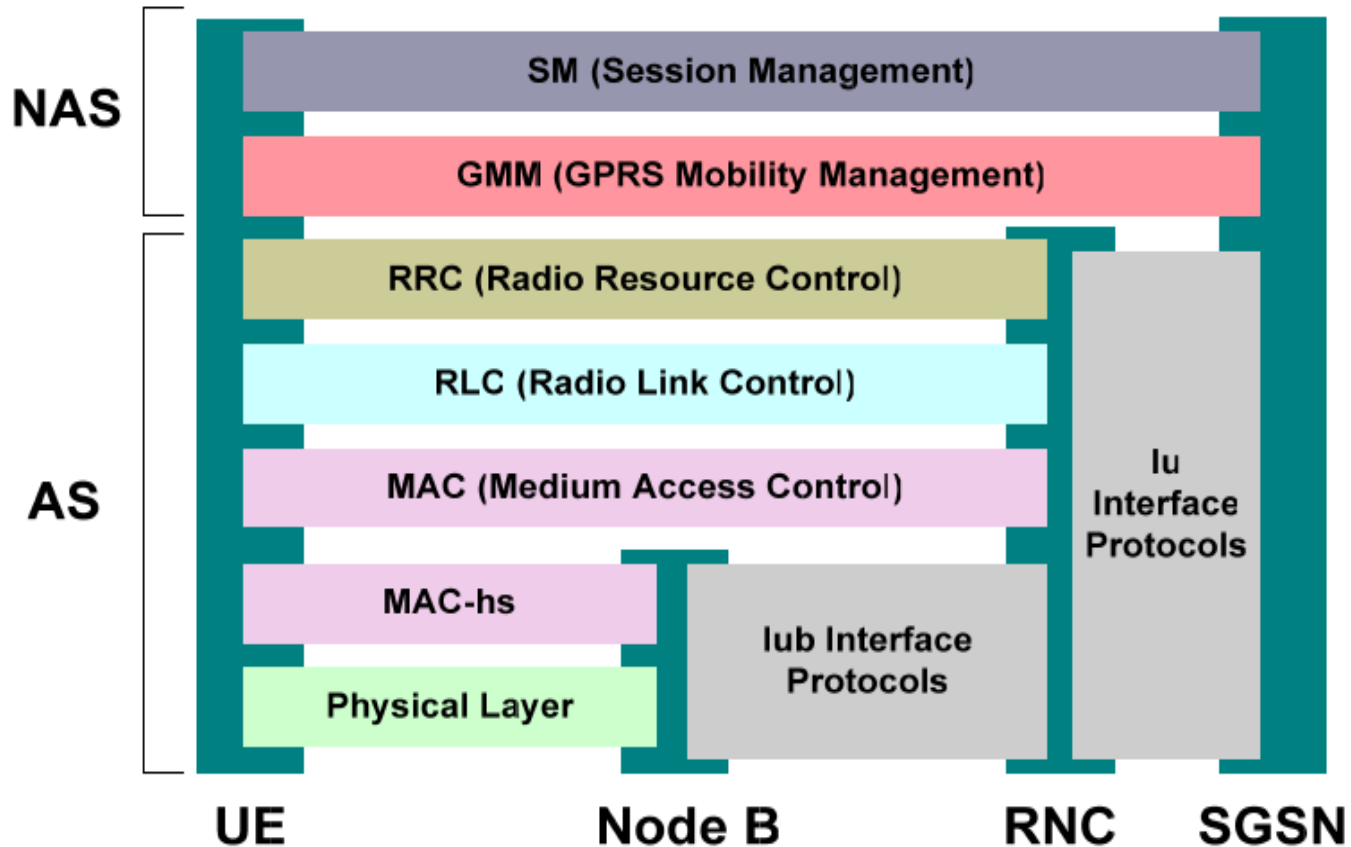 NAS
SM (Session Management)
GMM (GPRS Mobility Management)
AS
RRC (Radio Resource Control)
RLC (Radio Link Control)
MAC (Medium Access Control)
MAC-hs
Physical Layer
Iub Interface
Protocols
Iu
Interface
Protocols
UE
Node B
RNC
SGSN